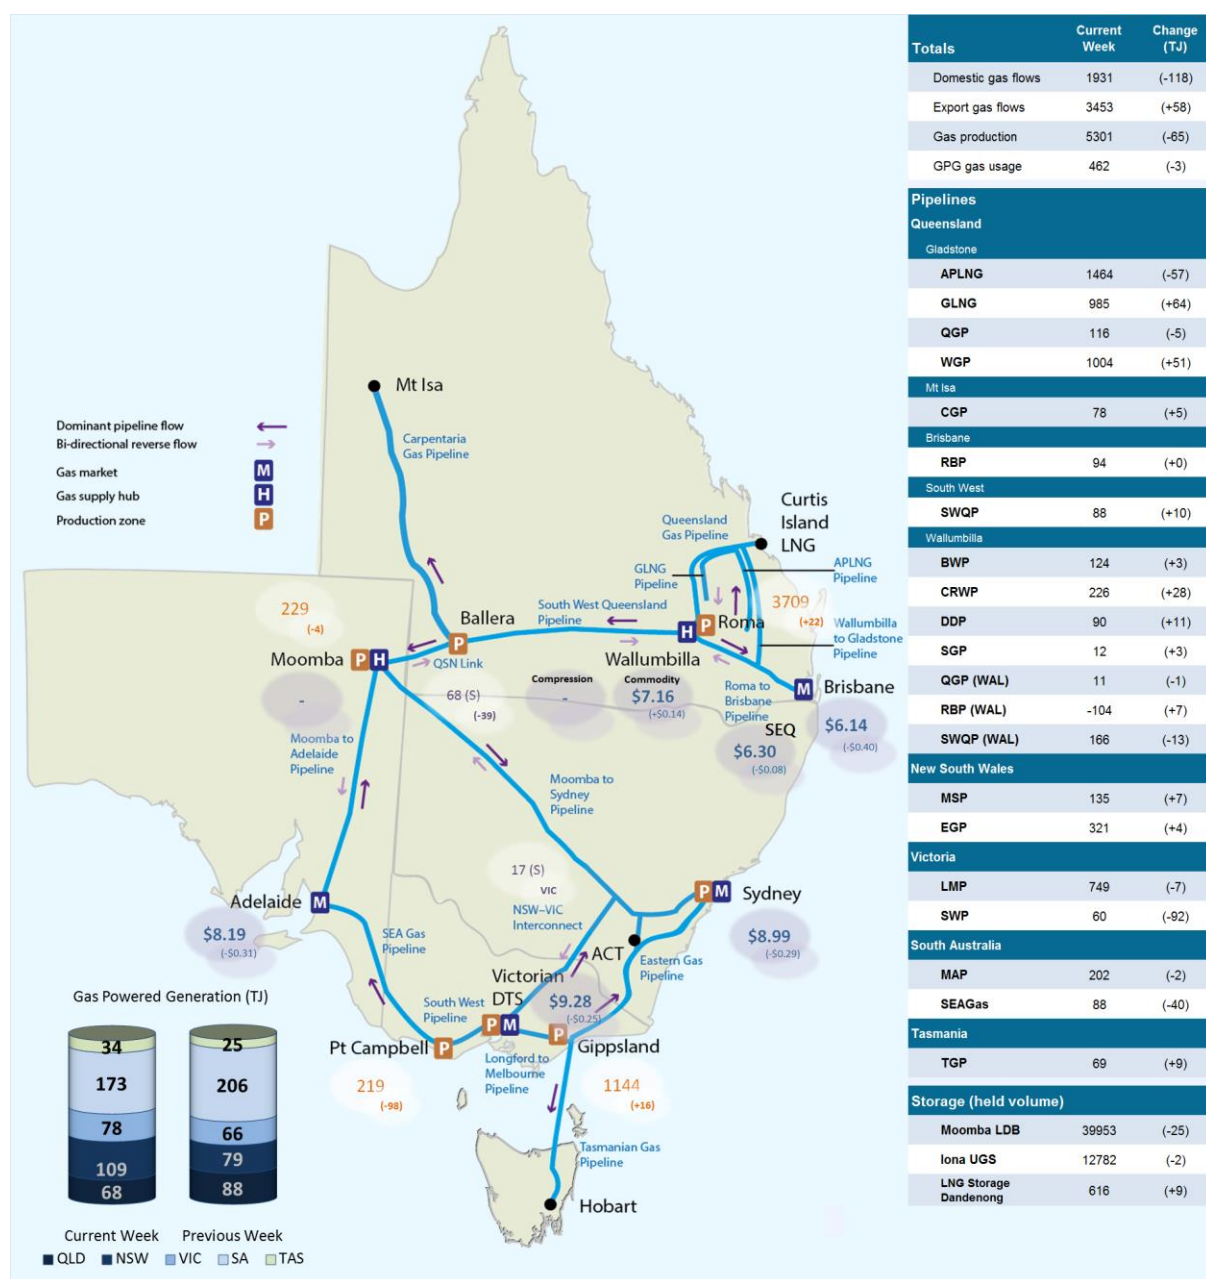 Totals Current Week Change (TJ)
Domestic gas flows 1931 (-118)
Export gas flows 3453 (+58)
Gas production 5301 (-65)
GPG gas usage 462 (-3)
Pipelines
Queensland
Gladstone
APLNG 1464 (-57)
GLNG 985 (+64)
QGP 116 (-5)
WGP 1004 (+51)
Mt Isa
CGP 78 (+5)
Brisbane
RBP 94 (+0)
South West
SWQP 88 (+10)
Wallumbilla
BWP 124 (+3)
CRWP 226 (+28)
DDP 90 (+11)
SGP 12 (+3)
QGP (WAL) 11 (-1)
RBP (WAL) -104 (+7)
SWQP (WAL) 166 (-13)
New South Wales
MSP 135 (+7)
EGP 321 (+4)
Victoria
LMP 749 (-7)
SWP 60 (-92)
South Australia
MAP 202 (-2)
SEAGas 88 (-40)
Tasmania
TGP 69 (+9)
Storage (held volume)
Moomba LDB 39953 (-25)
Iona UGS 12782 (-2)
LNG Storage
Dandenong 616 (+9)
Mt Isa
Carpentaria
Gas Pipeline
Dominant pipeline flow
Bi-directional reverse flow
Gas market M
Gas supply hub H
Production zone P
Curtis
Island
LNG
Queensland
Gas Pipeline
GLNG
Pipeline
APLNG
Pipeline
3709
(+22)
Wallumbilla
to Gladstone
Pipeline
P Roma
H
Wallumbilla
South West Queensland
Pipeline
Ballera
P
QSN Link
229
(-4)
Moomba P H
-
68 (S)
(-39)
Compression
-
Commodity
$7.16
(+$0.14)
Roma to
Brisbane
Pipeline
M Brisbane
$6.14
(-$0.40)
SEQ
$6.30
(-$0.08)
Moomba to
Adelaide
Pipeline
Moomba to
Sydney
Pipeline
17 (S)
VIC
NSW–VIC
Interconnect
P M Sydney
$8.99
(-$0.29)
Adelaide M
$8.19
(-$0.31)
SEA Gas
Pipeline
ACT
Eastern Gas
Pipeline
Victorian
DTS
$9.28
(-$0.25)
South West
Pipeline
P M
P
Gippsland
Pt Campbell P
Longford to
Melbourne
Pipeline
219
(-98)
1144
(+16)
Tasmanian Gas
Pipeline
Hobart
Gas Powered Generation (TJ)
34 25
173 206
78 66
109 79
68 88
Current Week Previous Week
QLD NSW VIC SA TAS